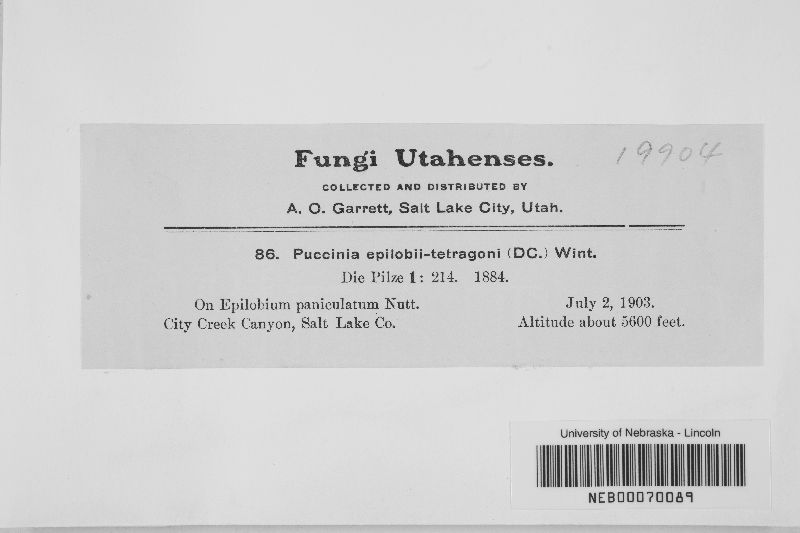 Fungi Utahenses.
19904
COLLECTED AND DISTRIBUTED BY
A. O. Garrett, Salt Lake City, Utah.
86. Puccinia epilobii-tetragoni (DC.) Wint.
Die Pilze 1: 214. 1884.
On Epilobium paniculatum Nutt. July 2, 1903.
City Creek Canyon, Salt Lake Co. Altitude about 5600 feet.
University of Nebraska - Lincoln
NEB00070089